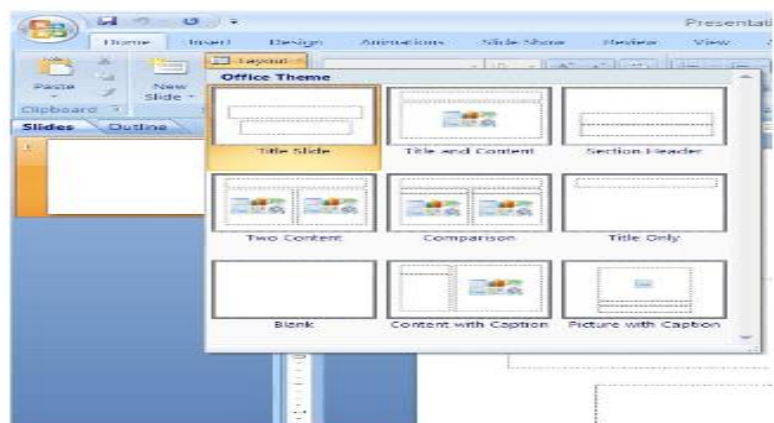 Presentati
Home Insert Design Animations Slide Show Review View
Layout
Paste
New
Slide
Clipboard
Office Theme
Slides Outline
Title Slide Title and Content Section Header
Two Content Comparison Title Only
Blank Content with Caption Picture with Caption